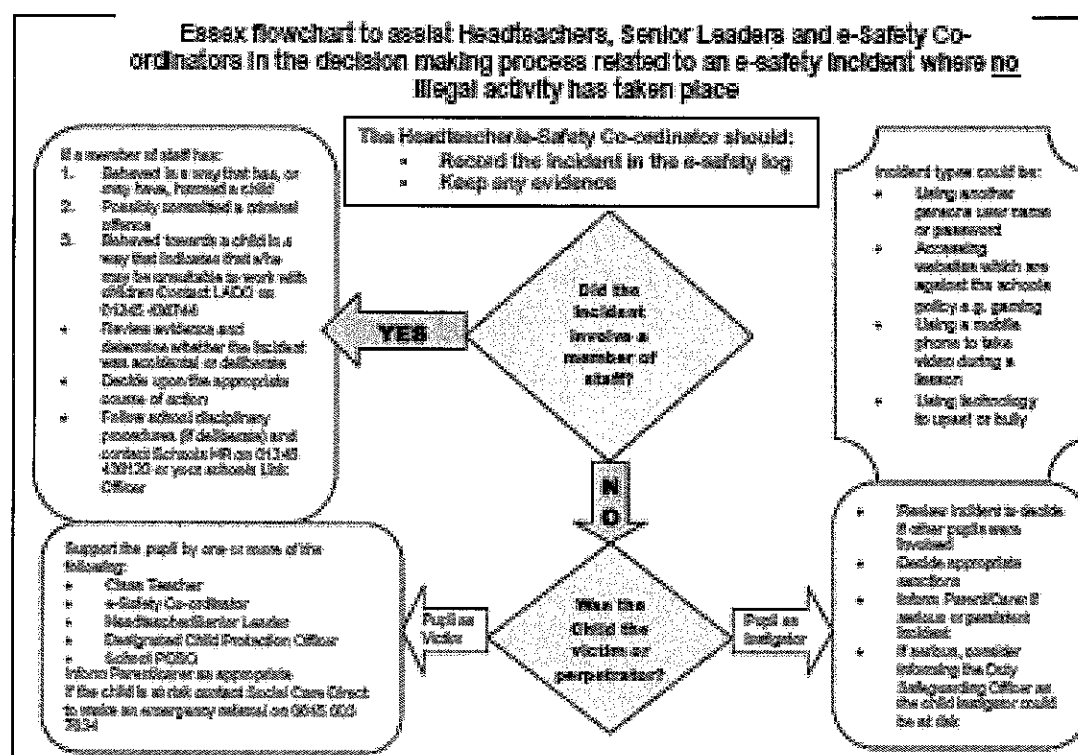 Essex flowchart to assist Headteachers, Senior Leaders and e-Safety Co-
ordinators in the decision making process related to an e-safety incident where no
illegal activity has taken place
The Headteacher/e-Safety Co-ordinator should:
• Record the incident in the e-safety log
• Keep any evidence
If a member of staff has:
1. Behaved in a way that has, or
may have, harmed a child
2. Possibly committed a criminal
offence
3. Behaved towards a child in a
way that indicates that s/he
may be unsuitable to work with
children Contact LADO on
• Review evidence and
determine whether the incident
was accidental or deliberate
• Decide upon the appropriate
course of action
• Follow school disciplinary
procedures (if deliberate) and
contact Schools HR on
or your schools Link
Officer
Incident types could be:
• Using another
persons user name
or password
• Accessing
websites which are
against the schools
policy e.g. gaming
• Using a mobile
phone to take
video during a
lesson
• Using technology
to upset or bully
Did the
incident
involve a
member of
staff?
YES
N
O
Was the
Child the
victim or
perpetrator?
Pupil as
Victim
Pupil as
Instigator
Support the pupil by one or more of the
following:
• Class Teacher
• e-Safety Co-ordinator
• Headteacher/Senior Leader
• Designated Child Protection Officer
• School PCSO
Inform Parent/carer as appropriate
If the child is at risk contact Social Care Direct
to make an emergency referral on
• Review incident to decide
if other pupils were
involved
• Decide appropriate
sanctions
• Inform Parent/Carer if
serious or persistent
incident
• If serious, consider
informing the Duty
Safeguarding Officer as
the child instigator could
be at risk